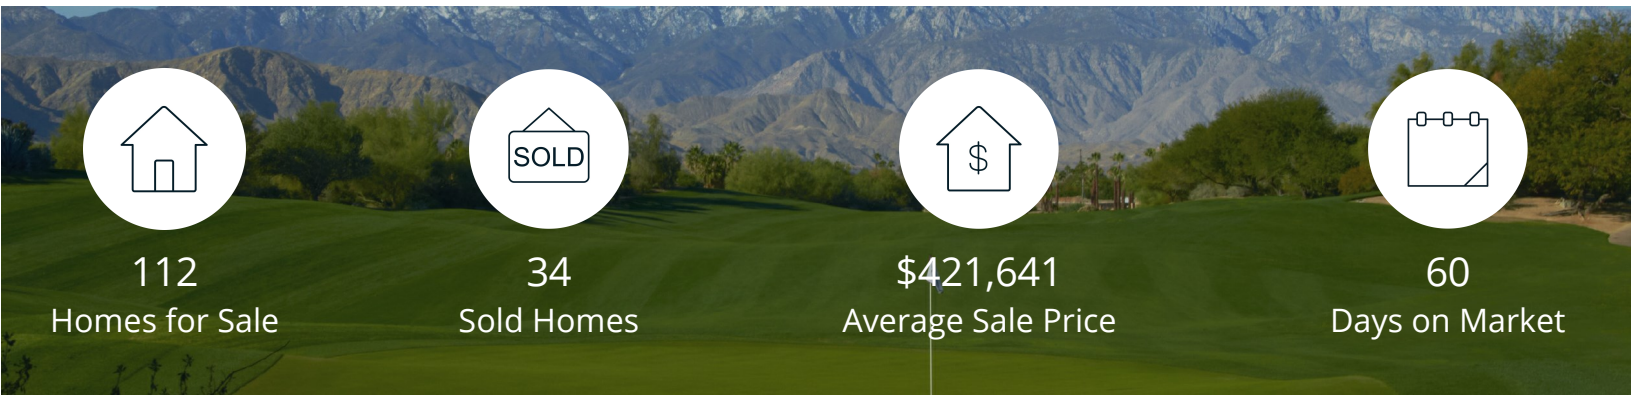 SOLD
$
112
Homes for Sale
34
Sold Homes
$421,641
Average Sale Price
60
Days on Market